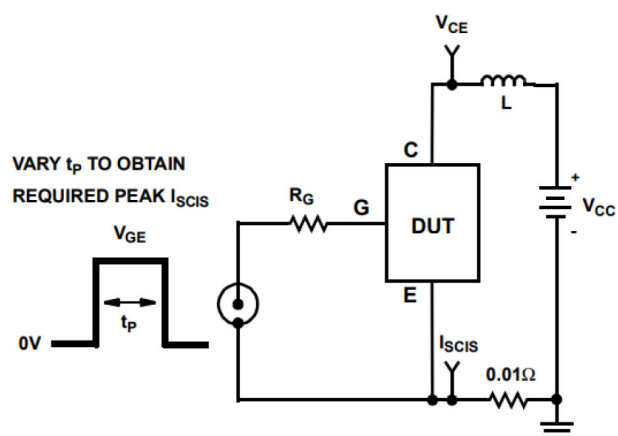 VCE
L
C
VARY tP TO OBTAIN
REQUIRED PEAK ISCIS
RG
G
DUT
+
VCC
-
VGE
E
tP
0V
ISCIS
0.01Ω